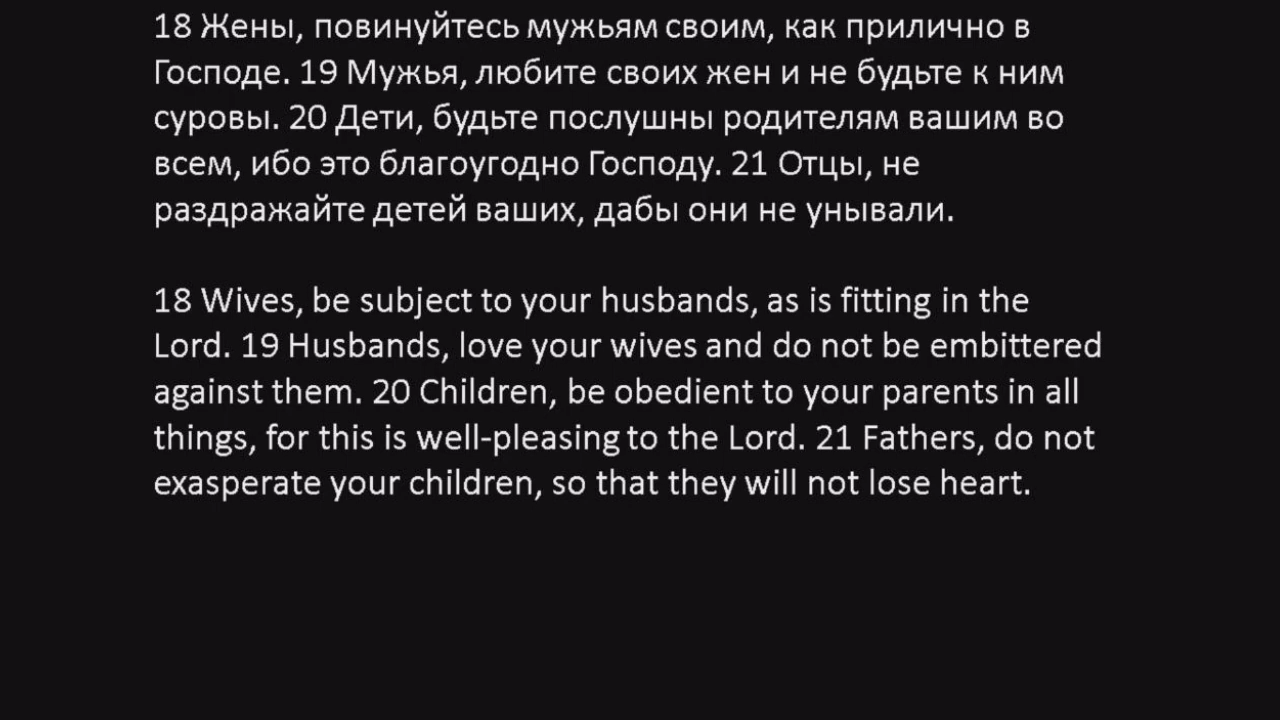 18 Жены, повинуйтесь мужьям своим, как прилично в
Господе. 19 Мужья, любите своих жен и не будьте к ним
суровы. 20 Дети, будьте послушны родителям вашим во
всем, ибо это благоугодно Господу. 21 Отцы, не
раздражайте детей ваших, дабы они не унывали.
18 Wives, be subject to your husbands, as is fitting in the
Lord. 19 Husbands, love your wives and do not be embittered
against them. 20 Children, be obedient to your parents in all
things, for this is well-pleasing to the Lord. 21 Fathers, do not
exasperate your children, so that they will not lose heart.